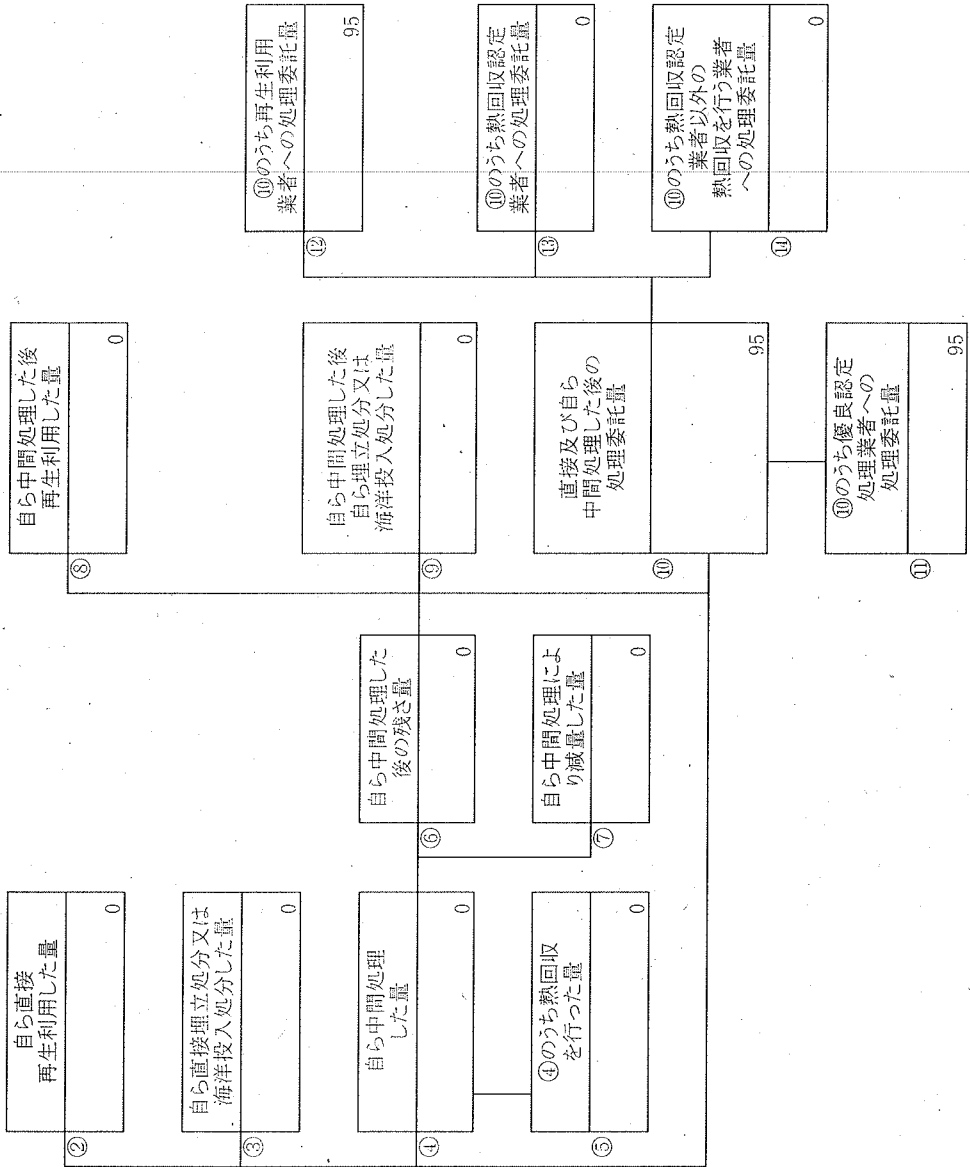 ②
自ら直接
再生利用した量
0
③
自ら直接埋立処分又は
海洋投入処分した量
0
④
自ら中間処理
した量
0
⑤
④のうち熱回収
を行った量
0
⑥
自ら中間処理した
後の残さ量
0
⑦
自ら中間処理によ
り減量した量
0
⑧
自ら中間処理した後
再生利用した量
0
⑨
自ら中間処理した後
自ら埋立処分又は
海洋投入処分した量
0
⑩
直接及び自ら
中間処理した後の
処理委託量
95
⑪
⑩のうち優良認定
処理業者への
処理委託量
95
⑫
⑩のうち再生利用
業者への処理委託量
95
⑬
⑩のうち熱回収認定
業者への処理委託量
0
⑭
⑩のうち熱回収認定
業者以外の
熱回収を行う業者
への処理委託量
0